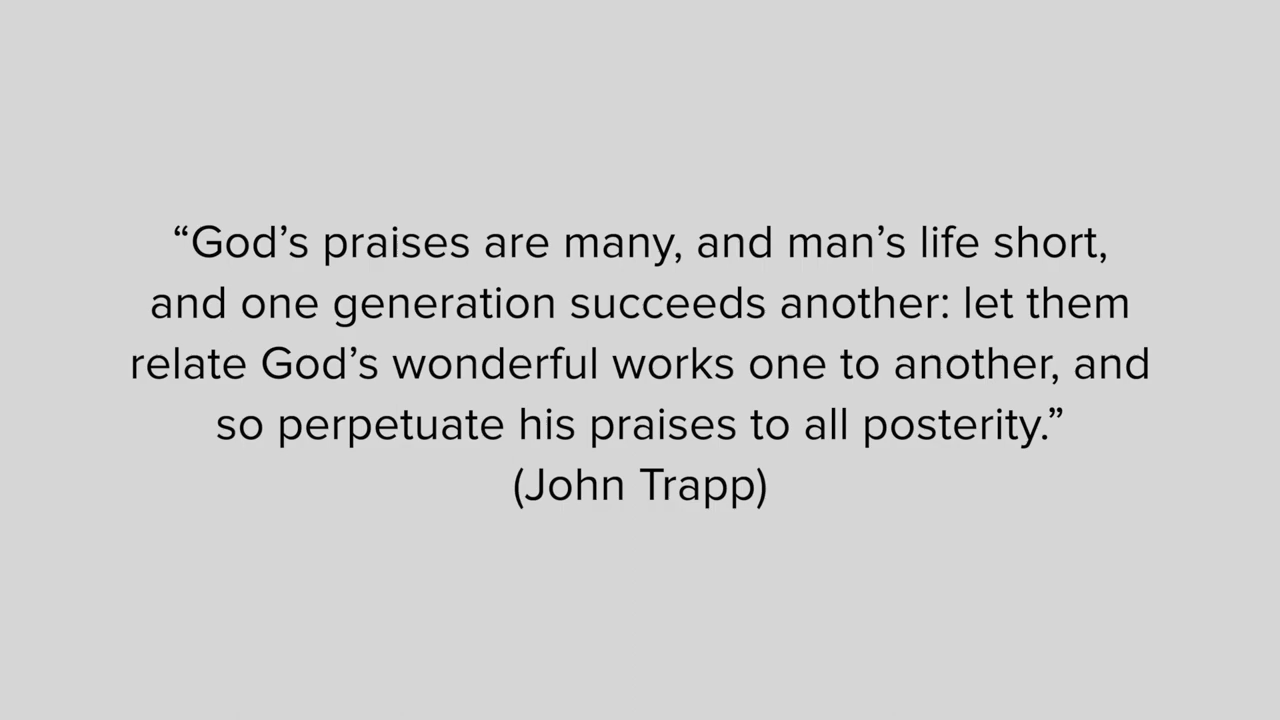 “God’s praises are many, and man’s life short,
and one generation succeeds another: let them
relate God’s wonderful works one to another, and
so perpetuate his praises to all posterity.”
(John Trapp)